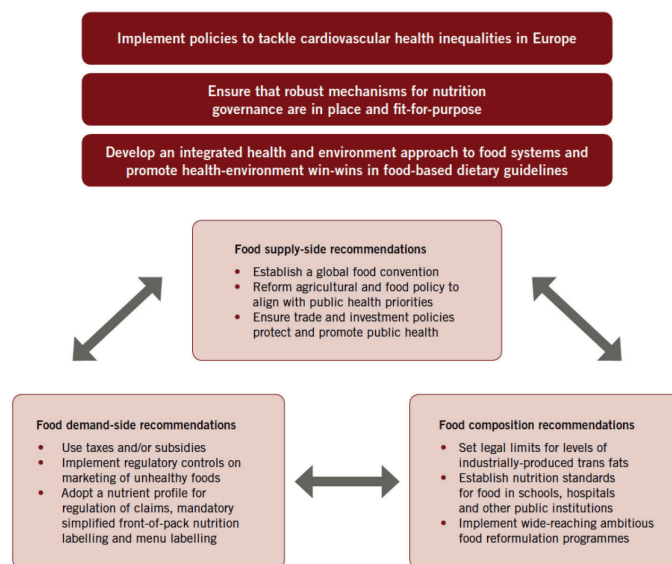 Implement policies to tackle cardiovascular health inequalities in Europe
Ensure that robust mechanisms for nutrition
governance are in place and fit-for-purpose
Develop an integrated health and environment approach to food systems and
promote health-environment win-wins in food-based dietary guidelines
Food supply-side recommendations
• Establish a global food convention
• Reform agricultural and food policy to
align with public health priorities
• Ensure trade and investment policies
protect and promote public health
Food demand-side recommendations
• Use taxes and/or subsidies
• Implement regulatory controls on
marketing of unhealthy foods
• Adopt a nutrient profile for
regulation of claims, mandatory
simplified front-of-pack nutrition
labelling and menu labelling
Food composition recommendations
• Set legal limits for levels of
industrially-produced trans fats
• Establish nutrition standards
for food in schools, hospitals
and other public institutions
• Implement wide-reaching ambitious
food reformulation programmes